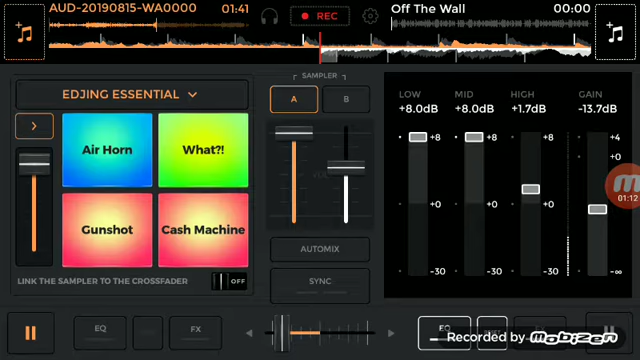 AUD-20190815-WA0000
01:41
REC
Off The Wall
00:00
SAMPLER
EDJING ESSENTIAL
A
B
LOW
MID
HIGH
GAIN
+8.0dB
+8.0dB
+1.7dB
-13.7dB
Air Horn
What?!
Gunshot
Cash Machine
+8
+8
+8
+4
+0
+0
+0
+0
-30
-30
-30
-∞
01:12
AUTOMIX
SYNC
LINK THE SAMPLER TO THE CROSSFADER
OFF
EQ
FX
EQ
Recorded by Mobizen